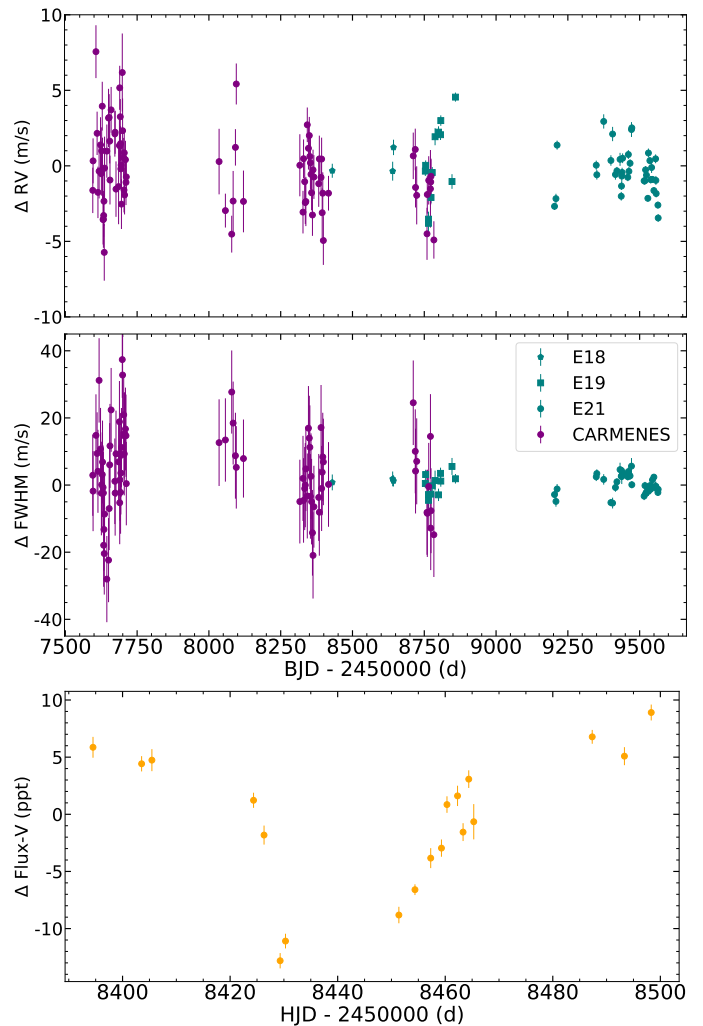 10
5
0
-5
-10
Δ RV (m/s)
40
20
0
-20
-40
Δ FWHM (m/s)
E18
E19
E21
CARMENES
7500 7750 8000 8250 8500 8750 9000 9250 9500
BJD - 2450000 (d)
10
5
0
-5
-10
Δ Flux-V (ppt)
8400 8420 8440 8460 8480 8500
HJD - 2450000 (d)